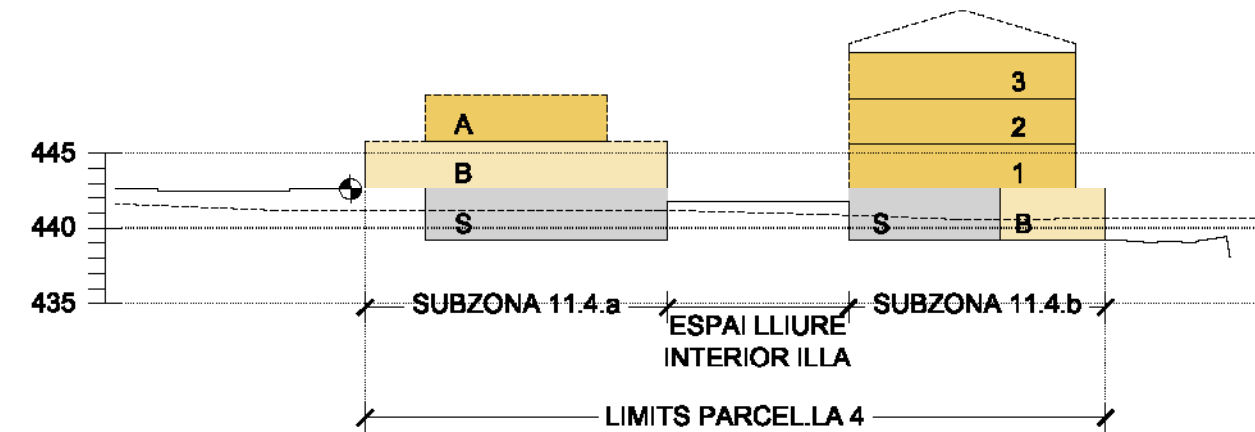 3
A
2
445
B
1
440
S
S
B
435
SUBZONA 11.4.a
SUBZONA 11.4.b
ESPAI LLIURE
INTERIOR ILLA
LIMITS PARCEL.LA 4